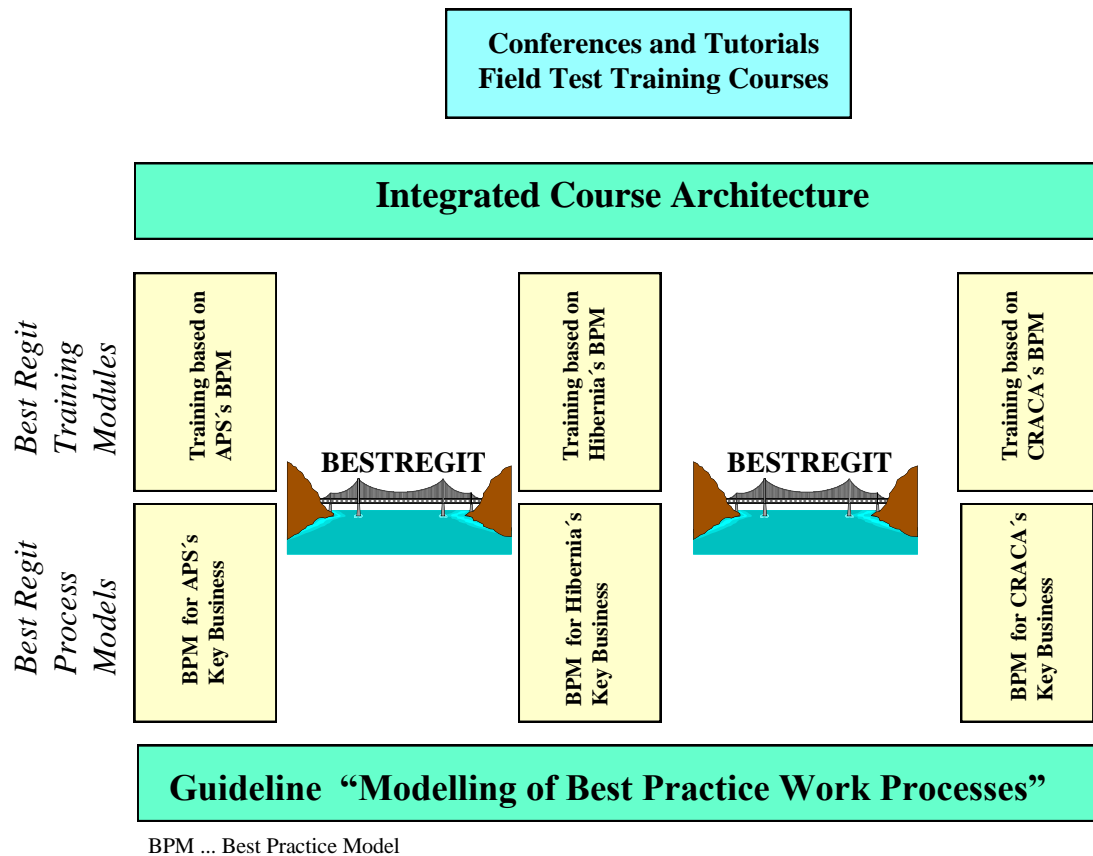 Conferences and Tutorials
Field Test Training Courses
Integrated Course Architecture
Best Regit
Training
Modules
Training based on
APS´s BPM
Training based on
Hibernia´s BPM
Training based on
CRACA´s BPM
BESTREGIT
BESTREGIT
Best Regit
Process
Models
BPM for APS´s
Key Business
BPM for Hibernia´s
Key Business
BPM for CRACA´s
Key Business
Guideline “Modelling of Best Practice Work Processes”
BPM ... Best Practice Model